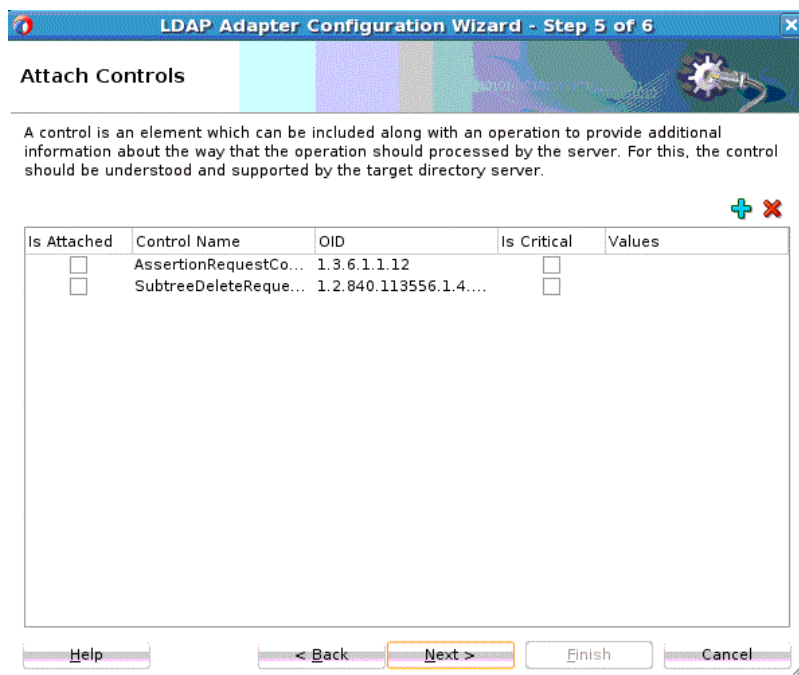 LDAP Adapter Configuration Wizard - Step 5 of 6
Attach Controls
A control is an element which can be included along with an operation to provide additional
information about the way that the operation should processed by the server. For this, the control
should be understood and supported by the target directory server.
Is Attached Control Name OID Is Critical Values
AssertionRequestCo... 1.3.6.1.1.12
SubtreeDeleteReque... 1.2.840.113556.1.4....
Help < Back Next > Finish Cancel